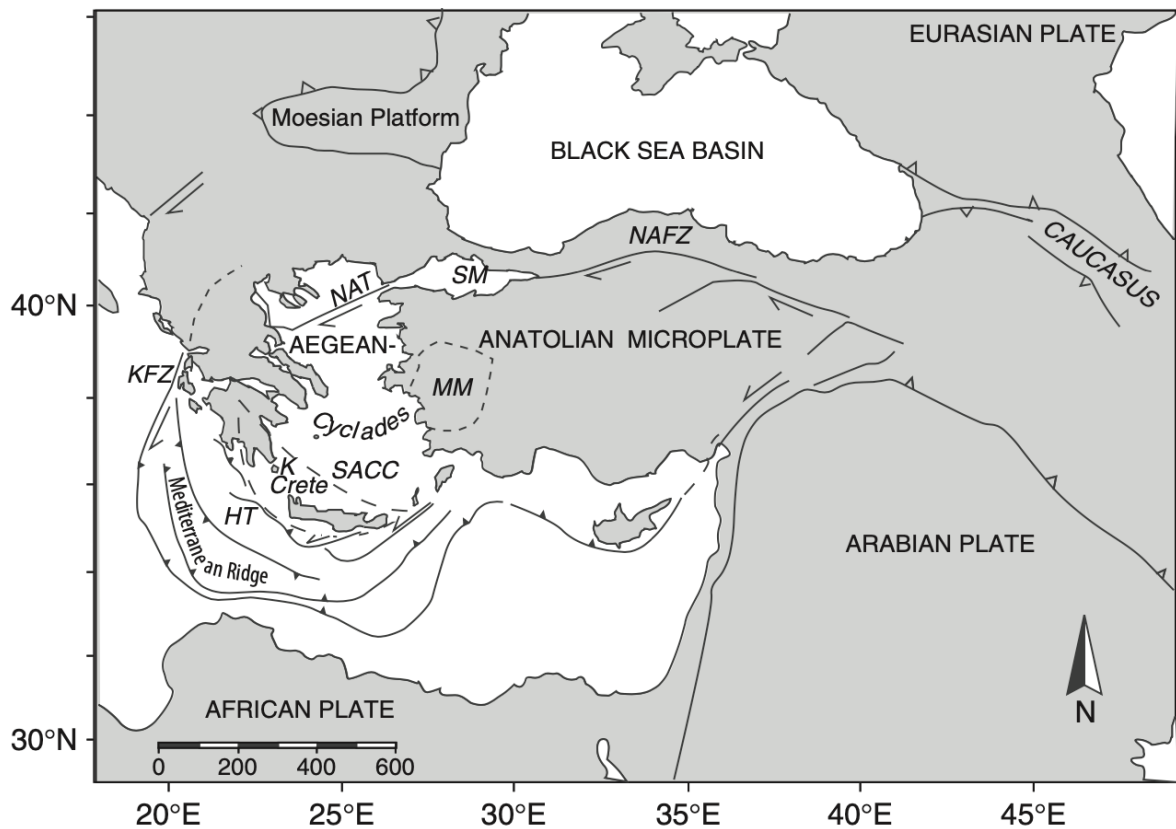 EURASIAN PLATE
Moesian Platform
BLACK SEA BASIN
NAFZ
CAUCASUS
NAT
SM
40°N
AEGEAN-
ANATOLIAN MICROPLATE
KFZ
MM
Cyclades
K
SACC
Crete
HT
Mediterranean Ridge
ARABIAN PLATE
AFRICAN PLATE
N
30°N
0 200 400 600
20°E 25°E 30°E 35°E 40°E 45°E